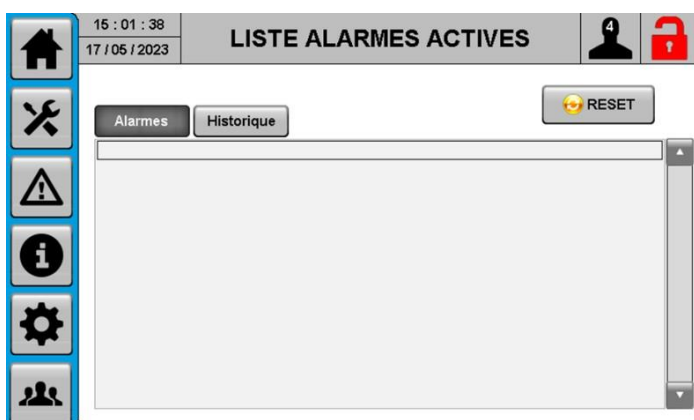 15 : 01 : 38
17 / 05 / 2023
LISTE ALARMES ACTIVES
4
RESET
Alarmes
Historique